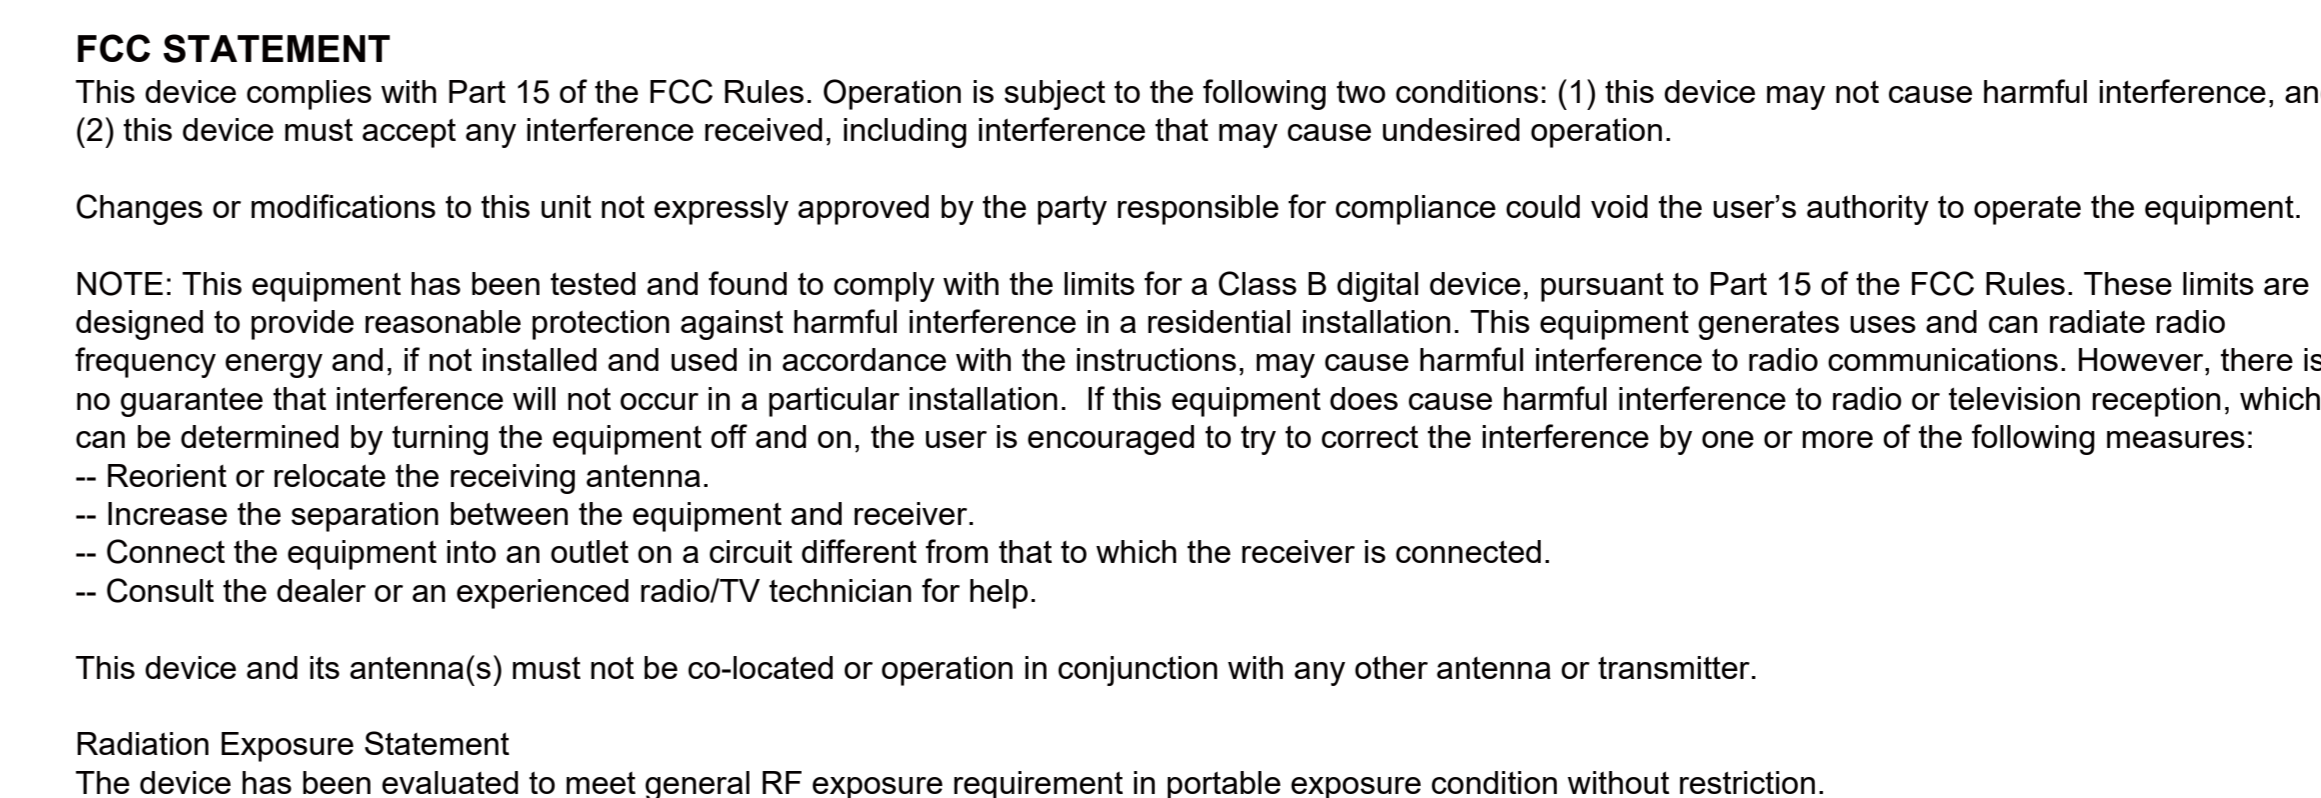 FCC STATEMENT
This device complies with Part 15 of the FCC Rules. Operation is subject to the following two conditions: (1) this device may not cause harmful interference, an
(2) this device must accept any interference received, including interference that may cause undesired operation.
Changes or modifications to this unit not expressly approved by the party responsible for compliance could void the user’s authority to operate the equipment.
NOTE: This equipment has been tested and found to comply with the limits for a Class B digital device, pursuant to Part 15 of the FCC Rules. These limits are
designed to provide reasonable protection against harmful interference in a residential installation. This equipment generates uses and can radiate radio
frequency energy and, if not installed and used in accordance with the instructions, may cause harmful interference to radio communications. However, there is
no guarantee that interference will not occur in a particular installation.  If this equipment does cause harmful interference to radio or television reception, which
can be determined by turning the equipment off and on, the user is encouraged to try to correct the interference by one or more of the following measures:
-- Reorient or relocate the receiving antenna.
-- Increase the separation between the equipment and receiver.
-- Connect the equipment into an outlet on a circuit different from that to which the receiver is connected.
-- Consult the dealer or an experienced radio/TV technician for help.
This device and its antenna(s) must not be co-located or operation in conjunction with any other antenna or transmitter.
Radiation Exposure Statement
The device has been evaluated to meet general RF exposure requirement in portable exposure condition without restriction.